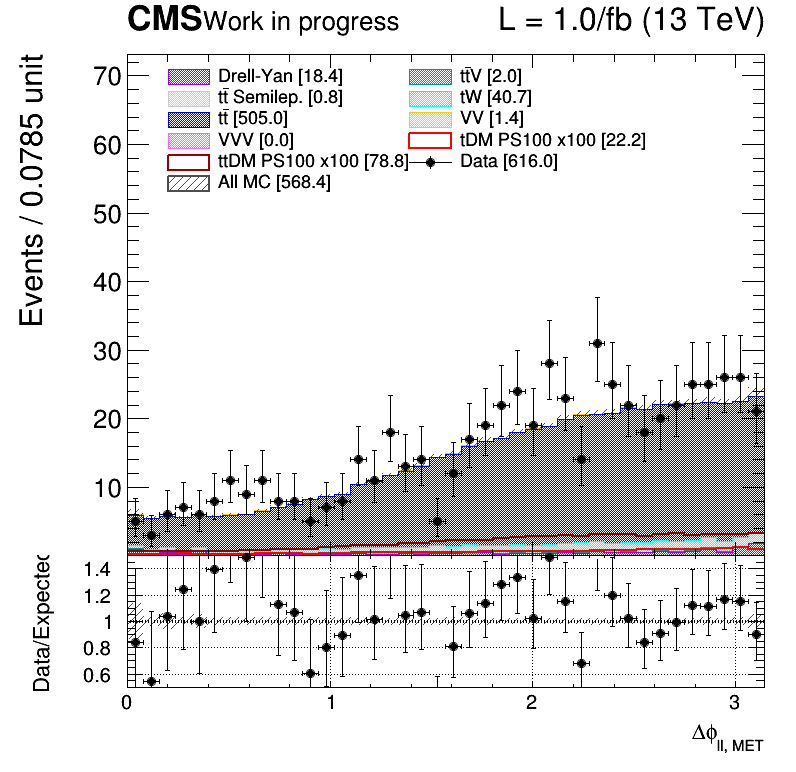 CMS Work in progress L = 1.0/fb (13 TeV)
Events / 0.0785 unit
70
60
50
40
30
20
10
Drell-Yan [18.4]
tt̄V [2.0]
tt̄ Semilep. [0.8]
tW [40.7]
tt̄ [505.0]
VV [1.4]
VVV [0.0]
tDM PS100 x100 [22.2]
ttDM PS100 x100 [78.8]
Data [616.0]
All MC [568.4]
Data/Expected
1.4
1.2
1
0.8
0.6
0 1 2 3
Δϕll, MET